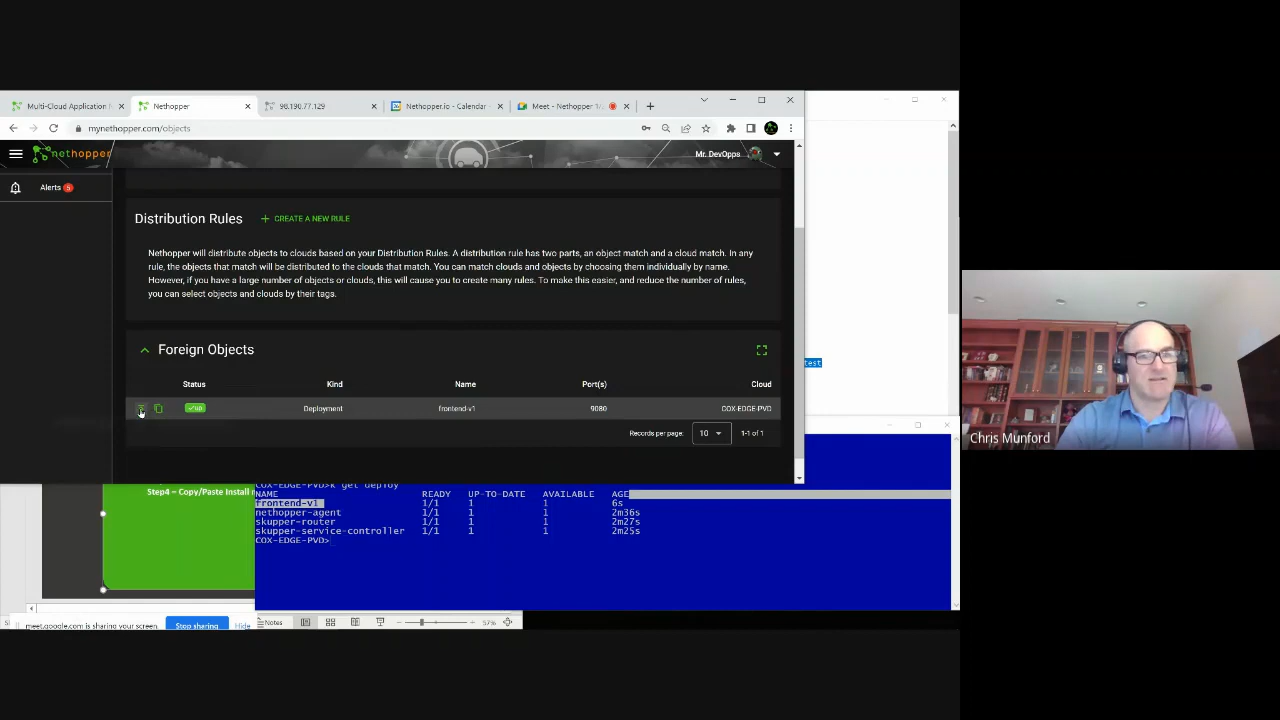 Multi-Cloud Application
Nethopper
98.190.77.129
Nethopper.io - Calendar -
Meet - Nethopper 1/
mynethopper.com/objects
nethopper
Mr. DevOpps
Alerts 5
Distribution Rules
CREATE A NEW RULE
Nethopper will distribute objects to clouds based on your Distribution Rules. A distribution rule has two parts, an object match and a cloud match. In any
rule, the objects that match will be distributed to the clouds that match. You can match clouds and objects by choosing them individually by name.
However, if you have a large number of objects or clouds, this will cause you to create many rules. To make this easier, and reduce the number of rules,
you can select objects and clouds by their tags.
Foreign Objects
Status Kind Name Port(s) Cloud
UP Deployment frontend-v1 9080 COX-EDGE-PVD
Records per page: 10 1-1 of 1
test
Chris Munford
Step4 – Copy/Paste Install
COX-EDGE-PVD>k get deploy
NAME READY UP-TO-DATE AVAILABLE AGE
frontend-v1 1/1 1 1 6s
nethopper-agent 1/1 1 1 2m36s
skupper-router 1/1 1 1 2m27s
skupper-service-controller 1/1 1 1 2m25s
COX-EDGE-PVD>
meet.google.com is sharing your screen.
Stop sharing
Hide
Notes
57%